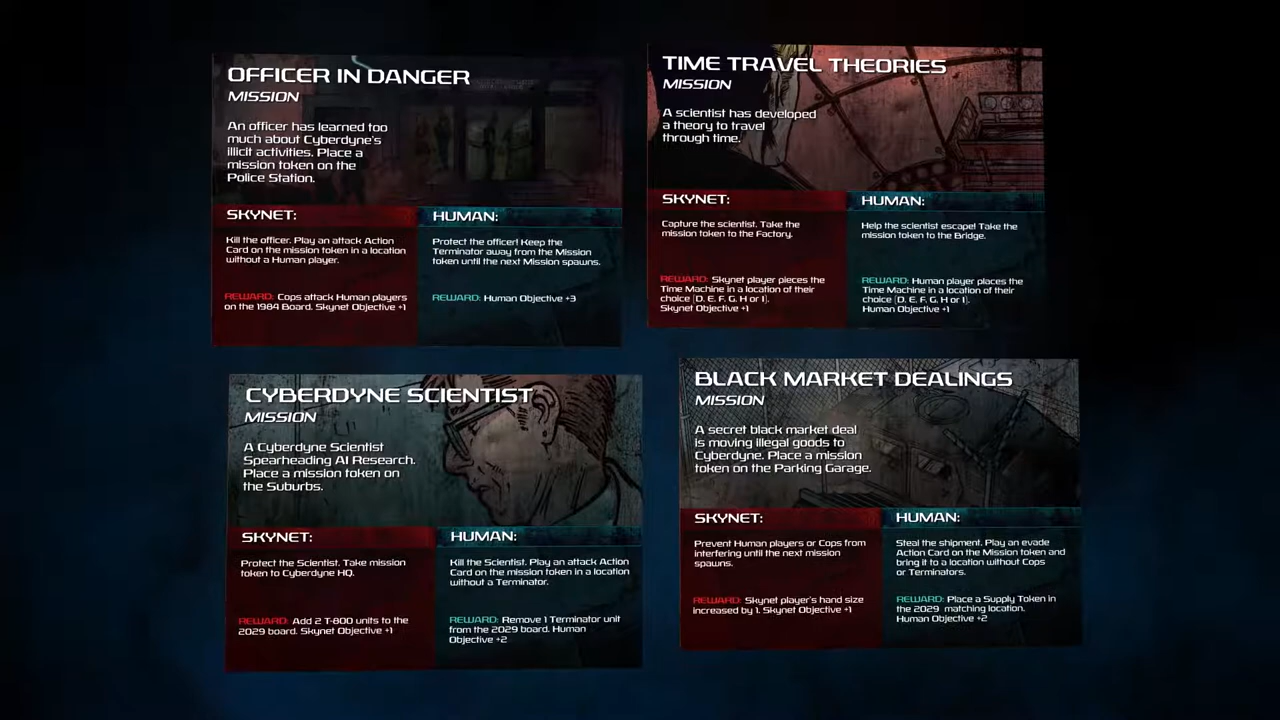 OFFICER IN DANGER
MISSION
An officer has learned too
much about Cyberdyne's
illicit activities. Place a
mission token on the
Police Station.
SKYNET:
Kill the officer. Play an attack Action
Card on the mission token in a location
without a Human player.
REWARD: Cops attack Human players
on the 1984 Board. Skynet Objective +1
HUMAN:
Protect the officer! Keep the
Terminator away from the Mission
token until the next Mission spawns.
REWARD: Human Objective +3
TIME TRAVEL THEORIES
MISSION
A scientist has developed
a theory to travel
through time.
SKYNET:
Capture the scientist. Take the
mission token to the Factory.
REWARD: Skynet player pieces the
Time Machine in a location of their
choice [D, E, F, G, H or I].
Skynet Objective +1
HUMAN:
Help the scientist escape! Take the
mission token to the Bridge.
REWARD: Human player places the
Time Machine in a location of their
choice [D, E, F, G, H or I].
Human Objective +1
CYBERDYNE SCIENTIST
MISSION
A Cyberdyne Scientist
Spearheading AI Research.
Place a mission token on
the Suburbs.
SKYNET:
Protect the Scientist. Take mission
token to Cyberdyne HQ.
REWARD: Add 2 T-800 units to the
2029 board. Skynet Objective +1
HUMAN:
Kill the Scientist. Play an attack Action
Card on the mission token in a location
without a Terminator.
REWARD: Remove 1 Terminator unit
from the 2029 board. Human
Objective +2
BLACK MARKET DEALINGS
MISSION
A secret black market deal
is moving illegal goods to
Cyberdyne. Place a mission
token on the Parking Garage.
SKYNET:
Prevent Human players or Cops from
interfering until the next mission
spawns.
REWARD: Skynet player's hand size
increased by 1. Skynet Objective +1
HUMAN:
Steal the shipment. Play an evade
Action Card on the Mission token and
bring it to a location without Cops
or Terminators.
REWARD: Place a Supply Token in
the 2029 matching location.
Human Objective +2